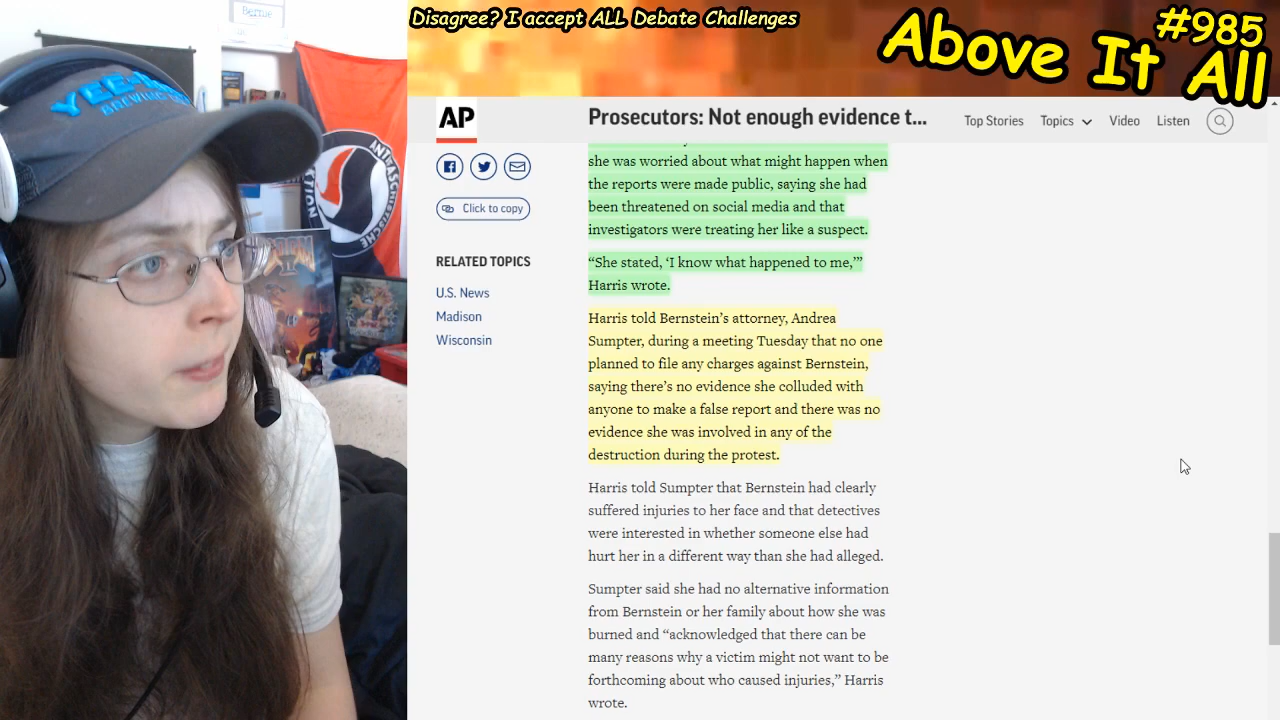 Bernie
YEE-H
BREWING
ANTIFASCHISTISCHE
Disagree? I accept ALL Debate Challenges
Above It All
#985
AP
Prosecutors: Not enough evidence t...
Top Stories
Topics
Video
Listen
Click to copy
RELATED TOPICS
U.S. News
Madison
Wisconsin
she was worried about what might happen when
the reports were made public, saying she had
been threatened on social media and that
investigators were treating her like a suspect.
“She stated, ‘I know what happened to me,’”
Harris wrote.
Harris told Bernstein’s attorney, Andrea
Sumpter, during a meeting Tuesday that no one
planned to file any charges against Bernstein,
saying there’s no evidence she colluded with
anyone to make a false report and there was no
evidence she was involved in any of the
destruction during the protest.
Harris told Sumpter that Bernstein had clearly
suffered injuries to her face and that detectives
were interested in whether someone else had
hurt her in a different way than she had alleged.
Sumpter said she had no alternative information
from Bernstein or her family about how she was
burned and “acknowledged that there can be
many reasons why a victim might not want to be
forthcoming about who caused injuries,” Harris
wrote.